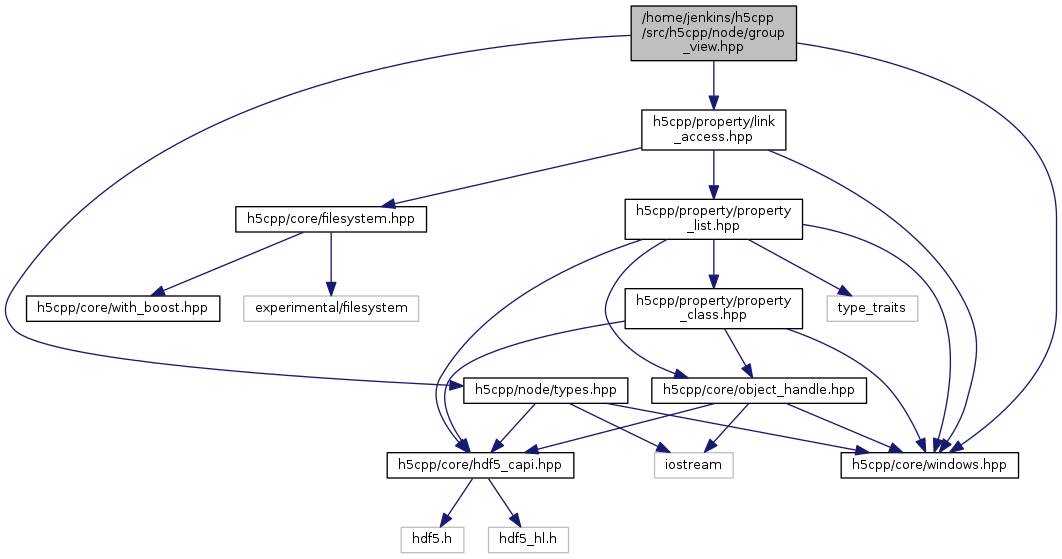 /home/jenkins/h5cpp
/src/h5cpp/node/group
_view.hpp
h5cpp/property/link
_access.hpp
h5cpp/core/filesystem.hpp
h5cpp/property/property
_list.hpp
h5cpp/core/with_boost.hpp
experimental/filesystem
h5cpp/property/property
_class.hpp
type_traits
h5cpp/node/types.hpp
h5cpp/core/object_handle.hpp
h5cpp/core/hdf5_capi.hpp
iostream
h5cpp/core/windows.hpp
hdf5.h
hdf5_hl.h